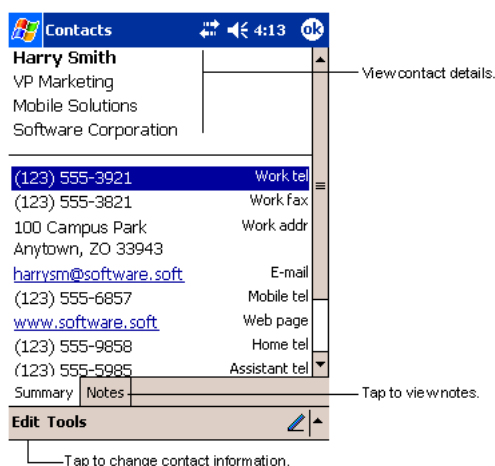 Contacts 4:13 ok
Harry Smith
VP Marketing
Mobile Solutions
Software Corporation
View contact details.
(123) 555-3921 Work tel
(123) 555-3821 Work fax
100 Campus Park Work addr
Anytown, ZO 33943
harrysm@software.soft E-mail
(123) 555-6857 Mobile tel
www.software.soft Web page
(123) 555-9858 Home tel
(123) 555-5985 Assistant tel
Summary Notes
Tap to view notes.
Edit Tools
Tap to change contact information.